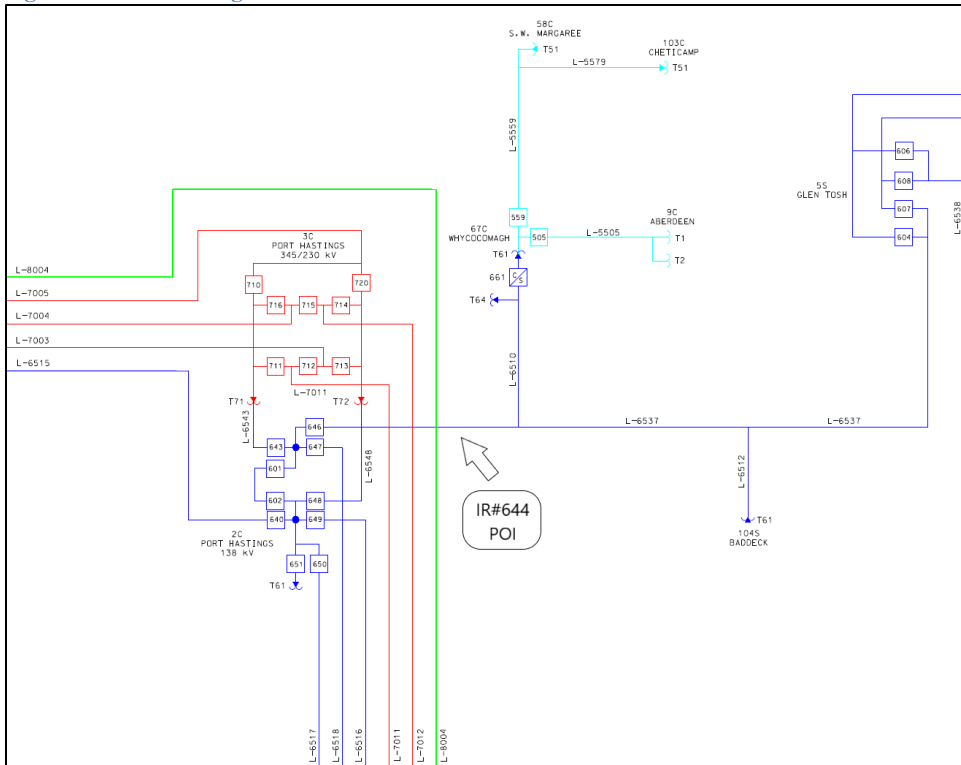 58C
S.W. MARGAREE
T51
103C
CHETICAMP
L-5579
T51
L-5559
606
608
607
604
5S
GLEN TOSH
L-6538
559
67C
WHYCOCOMAGH
505
L-5505
9C
ABERDEEN
T1
T2
T61
661
C
S
T64
L-6510
3C
PORT HASTINGS
345/230 kV
L-8004
L-7005
L-7004
L-7003
L-6515
710
720
716
715
714
711
712
713
L-7011
T71
T72
L-6543
L-6548
646
643
647
601
602
648
640
649
2C
PORT HASTINGS
138 kV
651
650
T61
L-6537
L-6537
L-6512
T61
104S
BADDECK
IR#644
POI
L-6517
L-6518
L-6516
L-7011
L-7012
L-8004